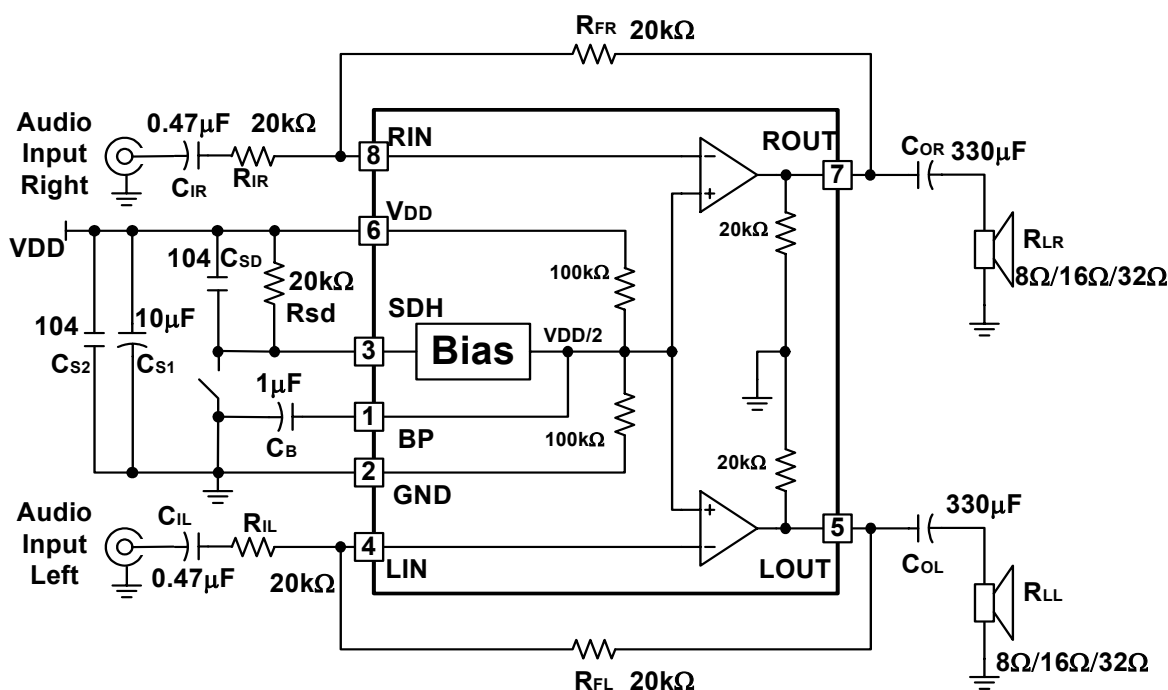 RFR 20kΩ
Audio
Input
Right
0.47μF
CIR
20kΩ
RIR
8
RIN
ROUT
7
COR
330μF
RLR
8Ω/16Ω/32Ω
VDD
6
VDD
104
CSD
20kΩ
Rsd
100kΩ
20kΩ
104
CS2
10μF
CS1
SDH
3
Bias
VDD/2
1μF
CB
1
BP
100kΩ
20kΩ
2
GND
Audio
Input
Left
CIL
0.47μF
RIL
20kΩ
4
LIN
LOUT
5
330μF
COL
RLL
8Ω/16Ω/32Ω
RFL 20kΩ
−
+
+
−